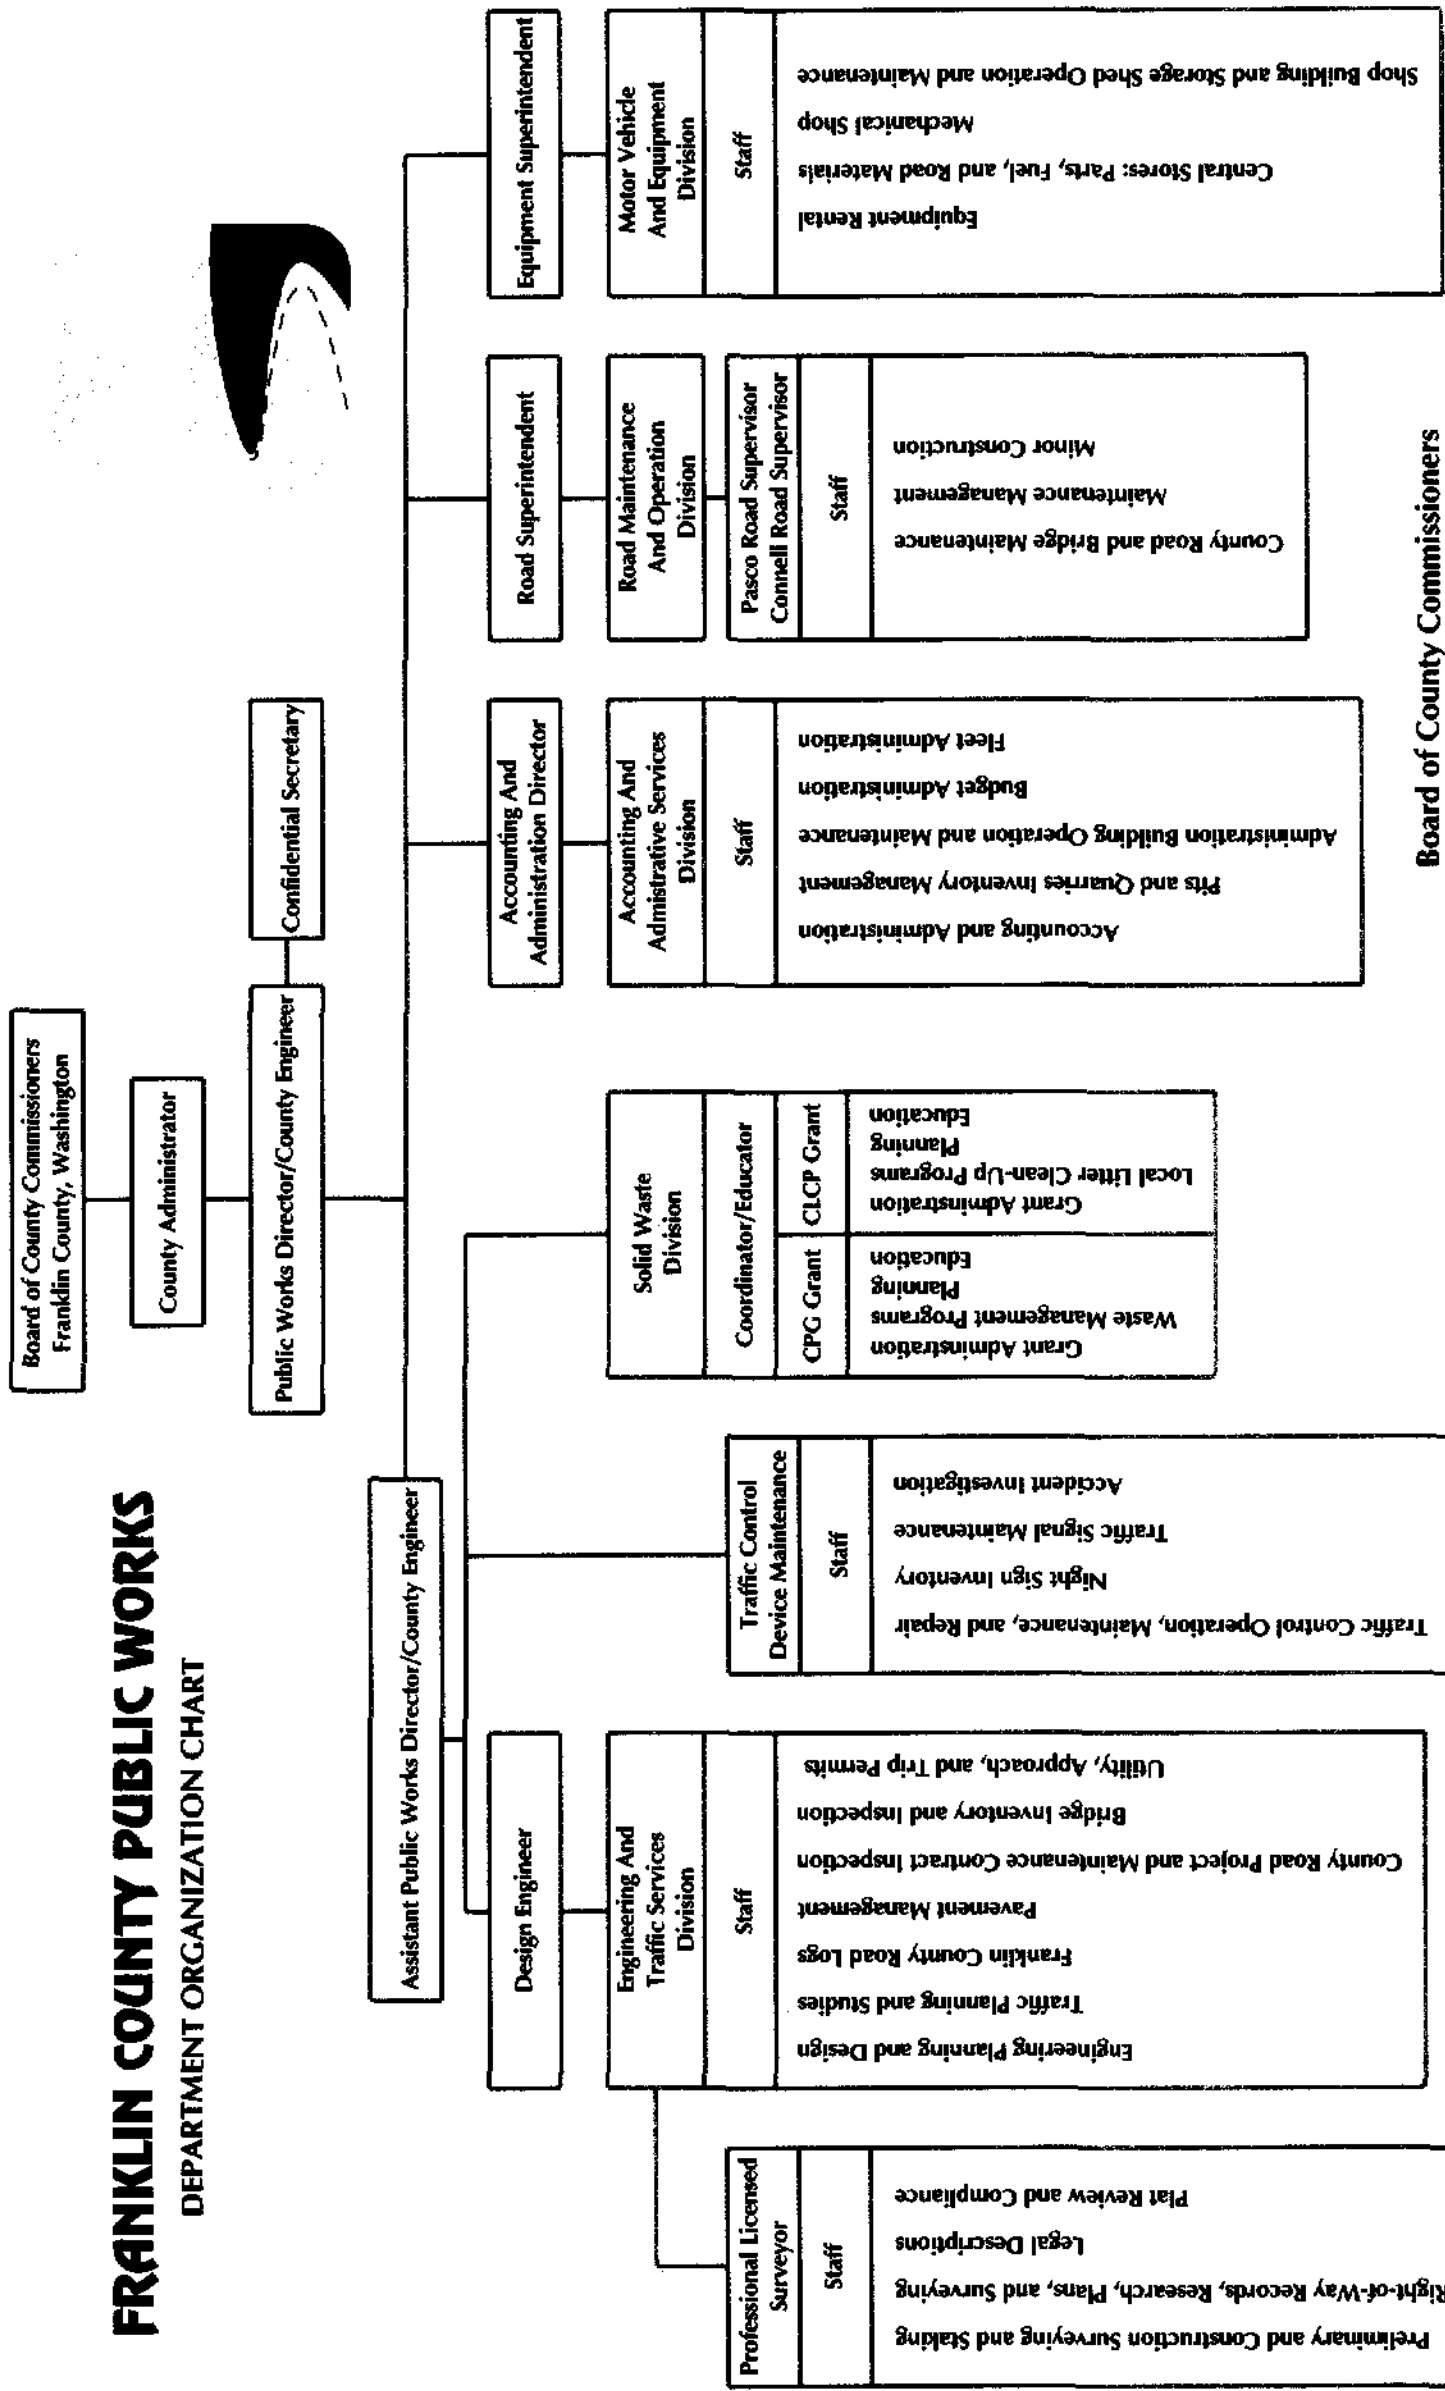 FRANKLIN COUNTY PUBLIC WORKS
DEPARTMENT ORGANIZATION CHART
Board of County Commissioners
Franklin County, Washington
County Administrator
Public Works Director/County Engineer
Confidential Secretary
Assistant Public Works Director/County Engineer
Design Engineer
Accounting And
Administration Director
Road Superintendent
Equipment Superintendent
Engineering And
Traffic Services
Division
Staff
Engineering Planning and Design
Traffic Planning and Studies
Franklin County Road Logs
Pavement Management
County Road Project and Maintenance Contract Inspection
Bridge Inventory and Inspection
Utility, Approach, and Trip Permits
Professional Licensed
Surveyor
Staff
Preliminary and Construction Surveying and Staking
Right-of-Way Records, Research, Plans, and Surveying
Legal Descriptions
Plat Review and Compliance
Traffic Control
Device Maintenance
Staff
Traffic Control Operation, Maintenance, and Repair
Night Sign Inventory
Traffic Signal Maintenance
Accident Investigation
Solid Waste
Division
Coordinator/Educator
CPG Grant
Grant Adminstration
Waste Management Programs
Planning
Education
CLCP Grant
Grant Adminstration
Local Litter Clean-Up Programs
Planning
Education
Accounting And
Admistrative Services
Division
Staff
Accounting and Administration
Pits and Quarries Inventory Management
Administration Building Operation and Maintenance
Budget Administration
Fleet Administration
Road Maintenance
And Operation
Division
Pasco Road Supervisor
Connell Road Supervisor
Staff
County Road and Bridge Maintenance
Maintenance Management
Minor Construction
Motor Vehicle
And Equipment
Division
Staff
Equipment Rental
Central Stores: Parts, Fuel, and Road Materials
Mechanical Shop
Shop Building and Storage Shed Operation and Maintenance
Board of County Commissioners